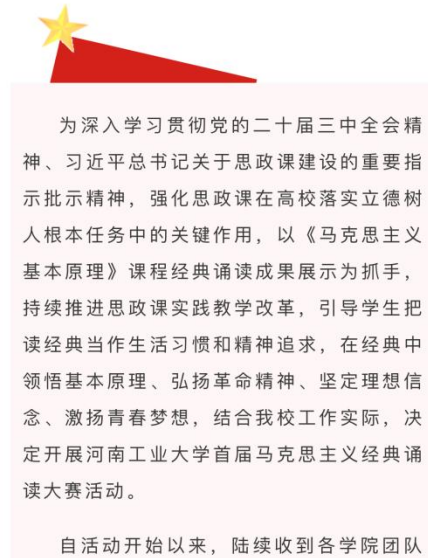 为深入学习贯彻党的二十届三中全会精
神、习近平总书记关于思政课建设的重要指
示批示精神，强化思政课在高校落实立德树
人根本任务中的关键作用，以《马克思主义
基本原理》课程经典诵读成果展示为抓手，
持续推进思政课实践教学改革，引导学生把
读经典当作生活习惯和精神追求，在经典中
领悟基本原理、弘扬革命精神、坚定理想信
念、激扬青春梦想，结合我校工作实际，决
定开展河南工业大学首届马克思主义经典诵
读大赛活动。
自活动开始以来，陆续收到各学院团队